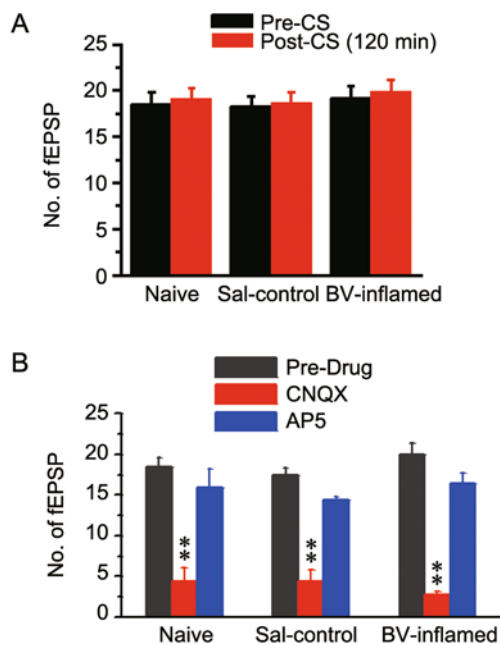 A
Pre-CS
Post-CS (120 min)
No. of fEPSP
25
20
15
10
5
0
Naive Sal-control BV-inflamed
B
Pre-Drug
CNQX
AP5
No. of fEPSP
25
20
15
10
5
0
** ** **
Naive Sal-control BV-inflamed